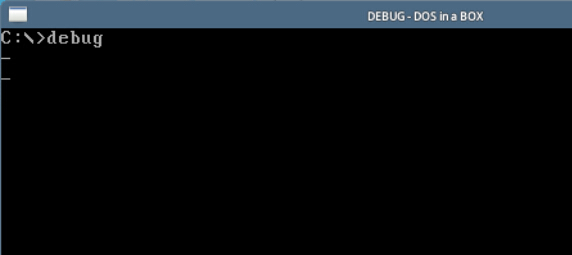 DEBUG - DOS in a BOX
C:\>debug
-
_